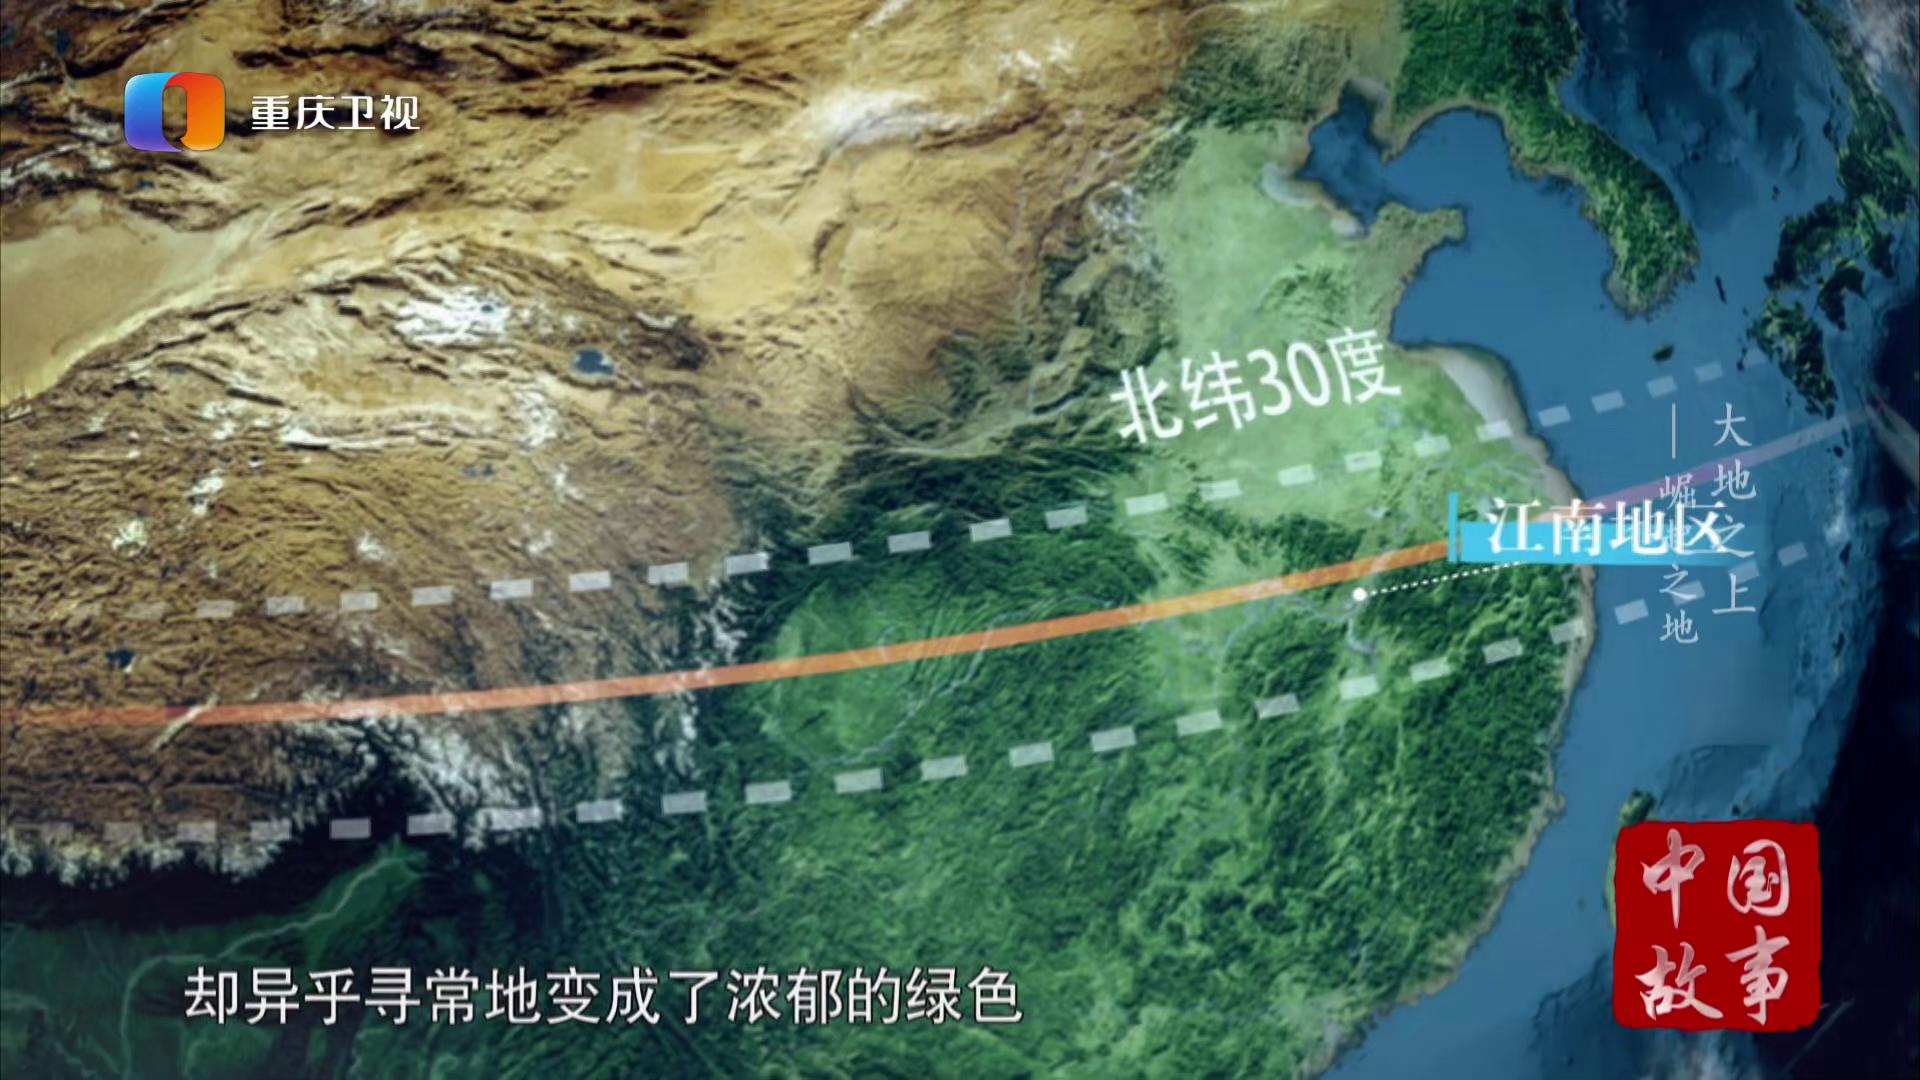 重庆卫视
北纬30度
大地之上
—崛起之地
江南地区
中国
故事
却异乎寻常地变成了浓郁的绿色